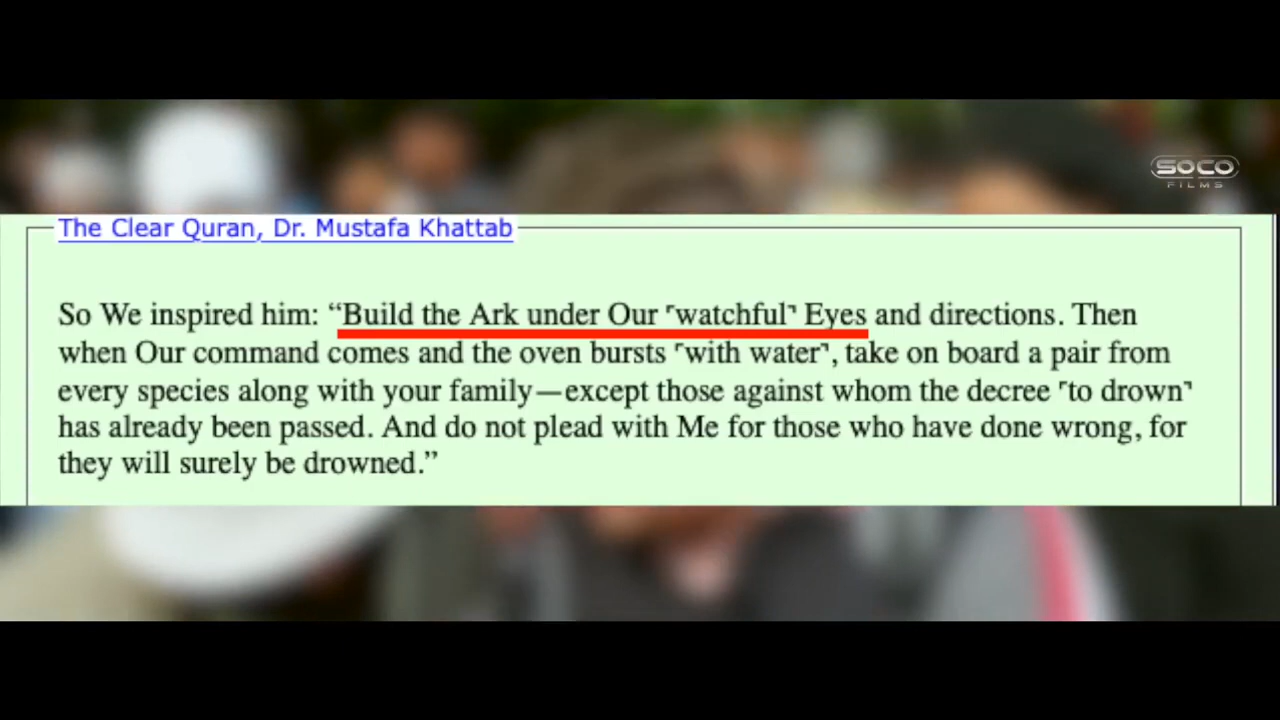 SOCO
FILMS
The Clear Quran, Dr. Mustafa Khattab
So We inspired him: “Build the Ark under Our ˹watchful˺ Eyes and directions. Then
when Our command comes and the oven bursts ˹with water˺, take on board a pair from
every species along with your family—except those against whom the decree ˹to drown˺
has already been passed. And do not plead with Me for those who have done wrong, for
they will surely be drowned.”